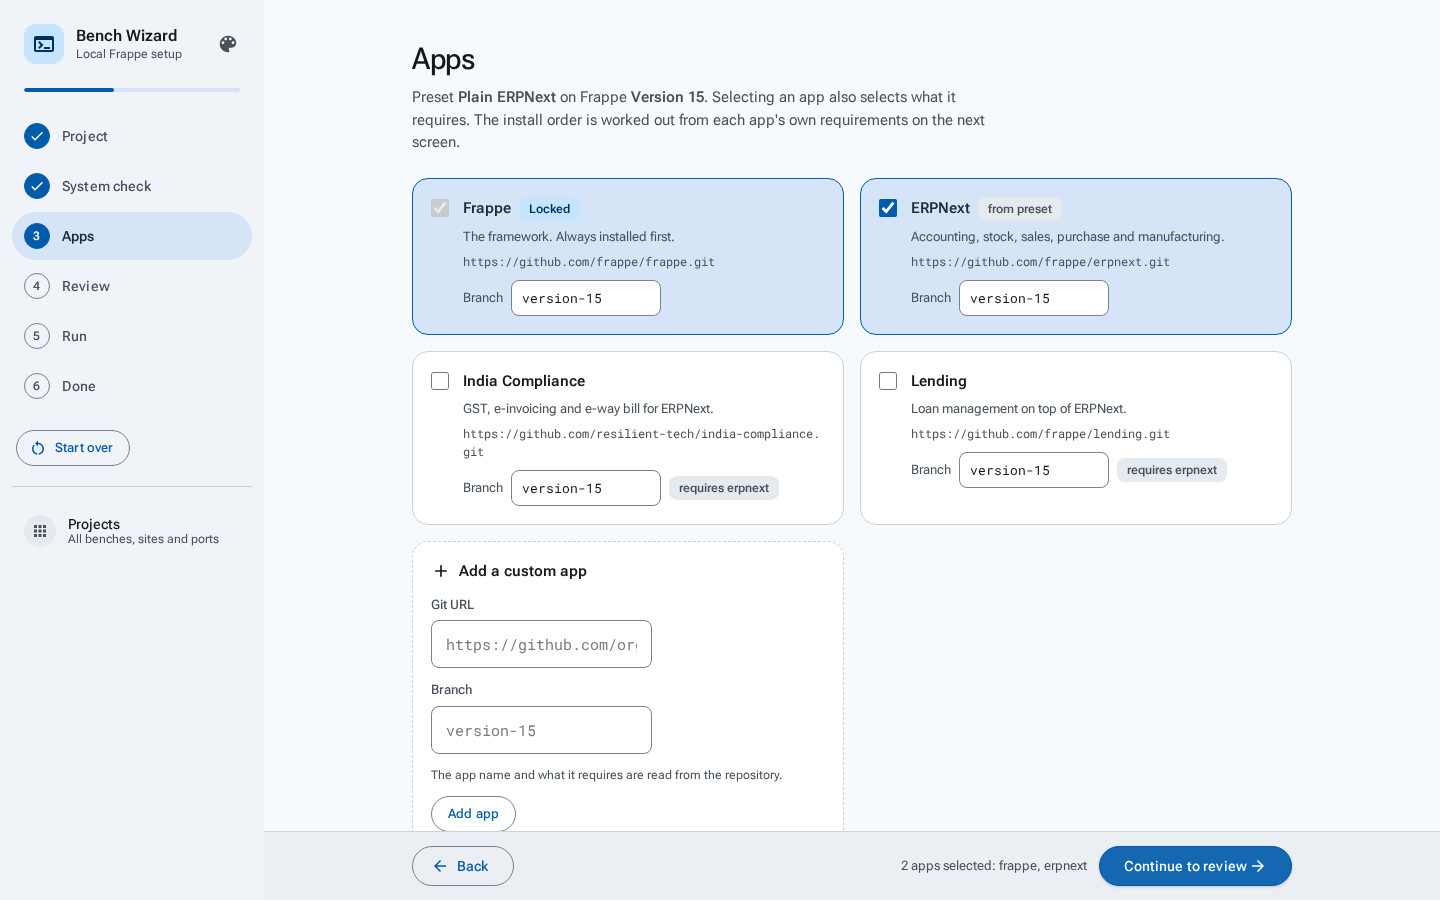 Bench Wizard
Local Frappe setup
Project
System check
3 Apps
4 Review
5 Run
6 Done
Start over
Projects
All benches, sites and ports
Apps
Preset Plain ERPNext on Frappe Version 15. Selecting an app also selects what it
requires. The install order is worked out from each app's own requirements on the next
screen.
Frappe Locked
The framework. Always installed first.
https://github.com/frappe/frappe.git
Branch version-15
ERPNext from preset
Accounting, stock, sales, purchase and manufacturing.
https://github.com/frappe/erpnext.git
Branch version-15
India Compliance
GST, e-invoicing and e-way bill for ERPNext.
https://github.com/resilient-tech/india-compliance.
git
Branch version-15 requires erpnext
Lending
Loan management on top of ERPNext.
https://github.com/frappe/lending.git
Branch version-15 requires erpnext
Add a custom app
Git URL
https://github.com/org
Branch
version-15
The app name and what it requires are read from the repository.
Add app
Back
2 apps selected: frappe, erpnext
Continue to review